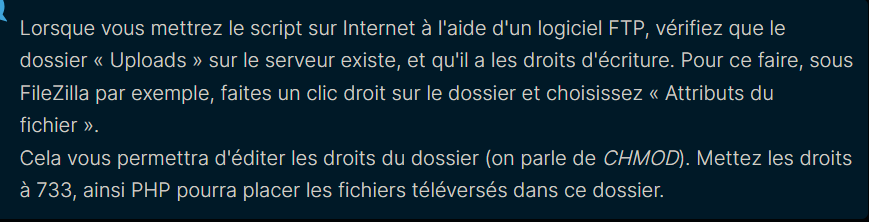 Lorsque vous mettrez le script sur Internet à l'aide d'un logiciel FTP, vérifiez que le
dossier « Uploads » sur le serveur existe, et qu'il a les droits d'écriture. Pour ce faire, sous
FileZilla par exemple, faites un clic droit sur le dossier et choisissez « Attributs du
fichier ».
Cela vous permettra d'éditer les droits du dossier (on parle de CHMOD). Mettez les droits
à 733, ainsi PHP pourra placer les fichiers téléversés dans ce dossier.